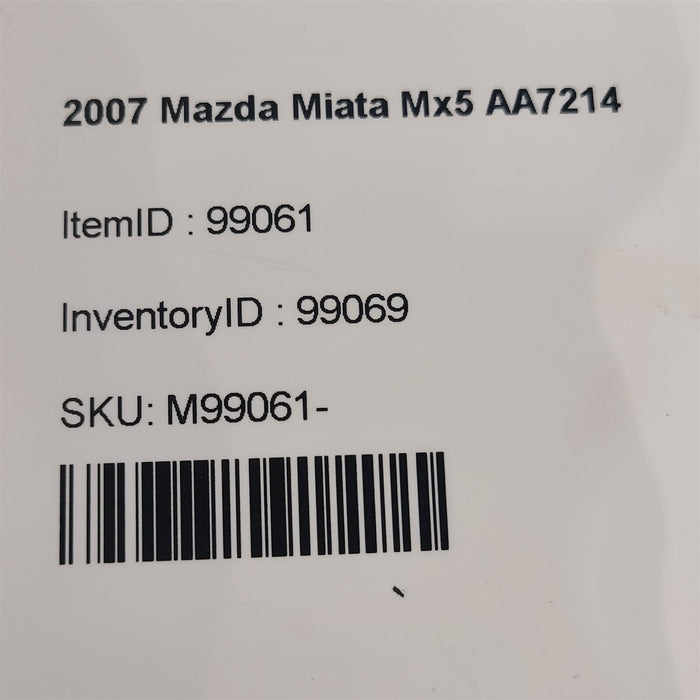 2007 Mazda Miata Mx5 AA7214
ItemID : 99061
InventoryID : 99069
SKU: M99061-